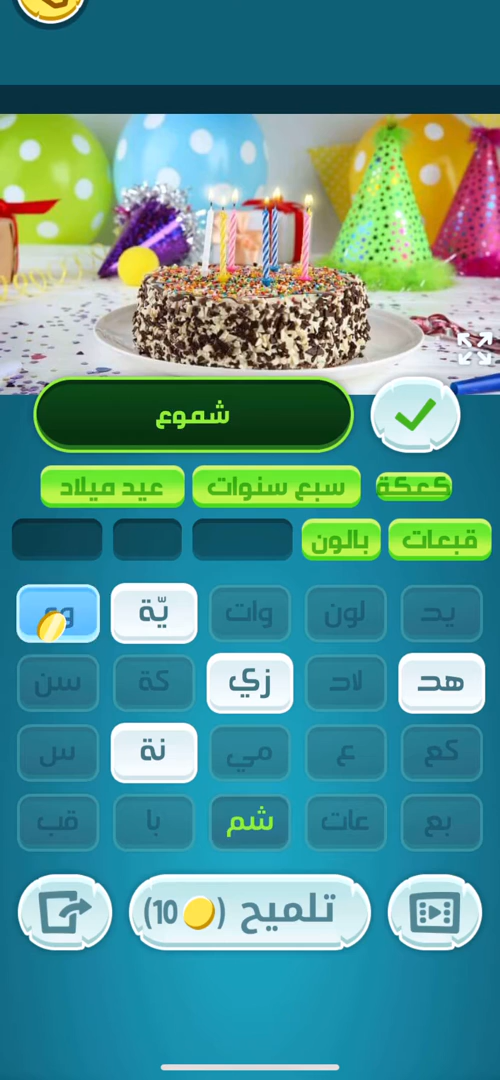 شموع
كعكة سبع سنوات عيد ميلاد
قبعات بالون
يد لون وات يّة وع
هد لاد زي كة سن
كع ع مي نة س
بع عات شم با قب
تلميح (10)